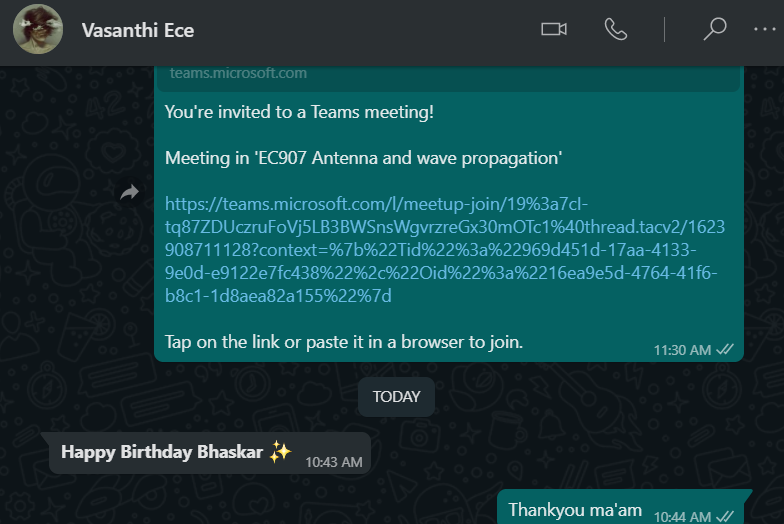 Vasanthi Ece
teams.microsoft.com
You're invited to a Teams meeting!
Meeting in 'EC907 Antenna and wave propagation'
https://teams.microsoft.com/l/meetup-join/19%3a7cI-
tq87ZDUczruFoVj5LB3BWSnsWgvrzreGx30mOTc1%40thread.tacv2/1623
908711128?context=%7b%22Tid%22%3a%22969d451d-17aa-4133-
9e0d-e9122e7fc438%22%2c%22Oid%22%3a%2216ea9e5d-4764-41f6-
b8c1-1d8aea82a155%22%7d
Tap on the link or paste it in a browser to join.
11:30 AM
TODAY
Happy Birthday Bhaskar ✨
10:43 AM
Thankyou ma'am
10:44 AM